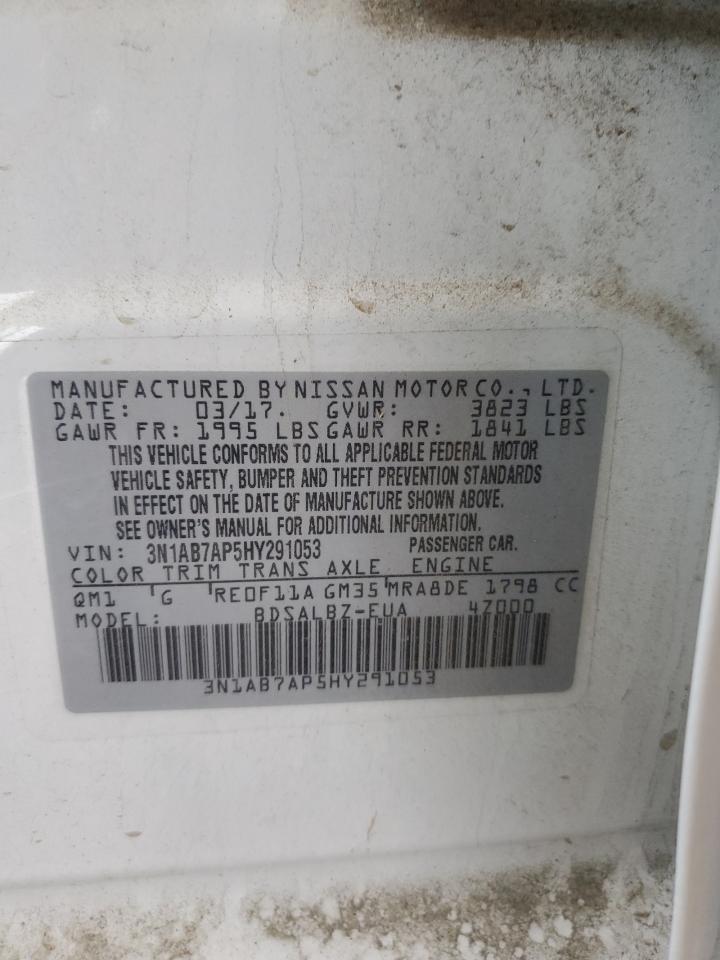 MANUFACTURED BY NISSAN MOTOR CO., LTD.
DATE: 03/17. GVWR: 3823 LBS
GAWR FR: 1995 LBS GAWR RR: 1841 LBS
THIS VEHICLE CONFORMS TO ALL APPLICABLE FEDERAL MOTOR
VEHICLE SAFETY, BUMPER AND THEFT PREVENTION STANDARDS
IN EFFECT ON THE DATE OF MANUFACTURE SHOWN ABOVE.
SEE OWNER'S MANUAL FOR ADDITIONAL INFORMATION.
VIN: 3N1AB7AP5HY291053 PASSENGER CAR.
COLOR TRIM TRANS AXLE ENGINE
QM1 G RE0F11A GM35 MRA8DE 1798 CC
MODEL: BDSALBZ-EUA 4Z000
3N1AB7AP5HY291053